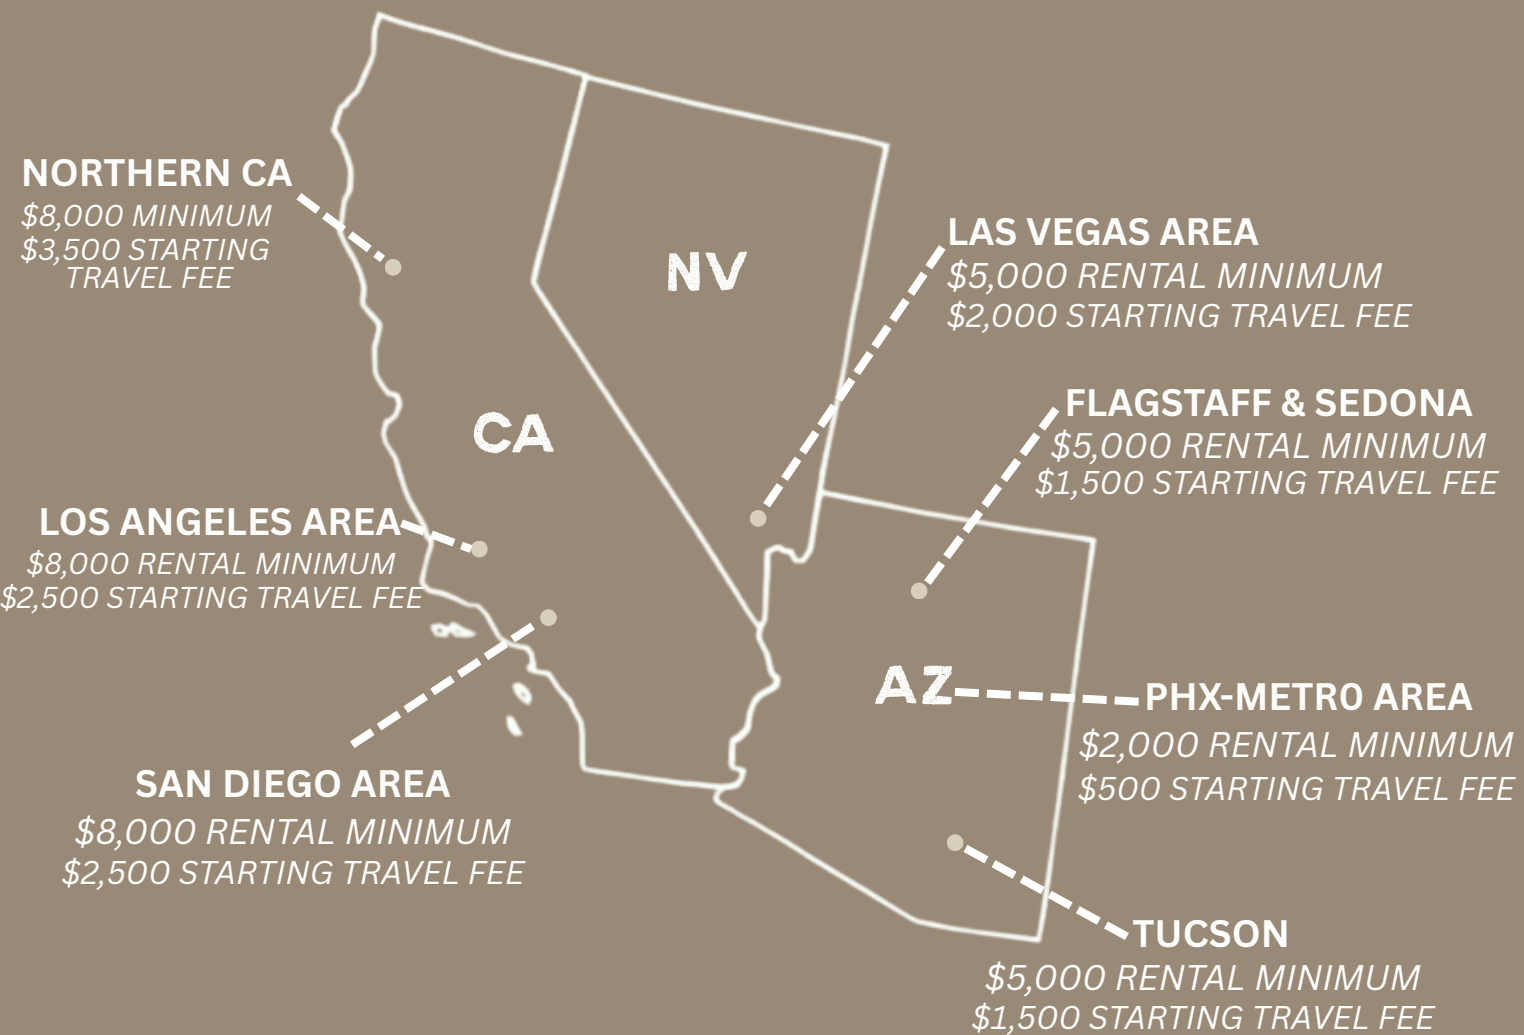 NORTHERN CA
$8,000 MINIMUM
$3,500 STARTING
TRAVEL FEE
NV
LAS VEGAS AREA
$5,000 RENTAL MINIMUM
$2,000 STARTING TRAVEL FEE
FLAGSTAFF & SEDONA
$5,000 RENTAL MINIMUM
$1,500 STARTING TRAVEL FEE
CA
LOS ANGELES AREA
$8,000 RENTAL MINIMUM
$2,500 STARTING TRAVEL FEE
AZ
PHX-METRO AREA
$2,000 RENTAL MINIMUM
$500 STARTING TRAVEL FEE
SAN DIEGO AREA
$8,000 RENTAL MINIMUM
$2,500 STARTING TRAVEL FEE
TUCSON
$5,000 RENTAL MINIMUM
$1,500 STARTING TRAVEL FEE